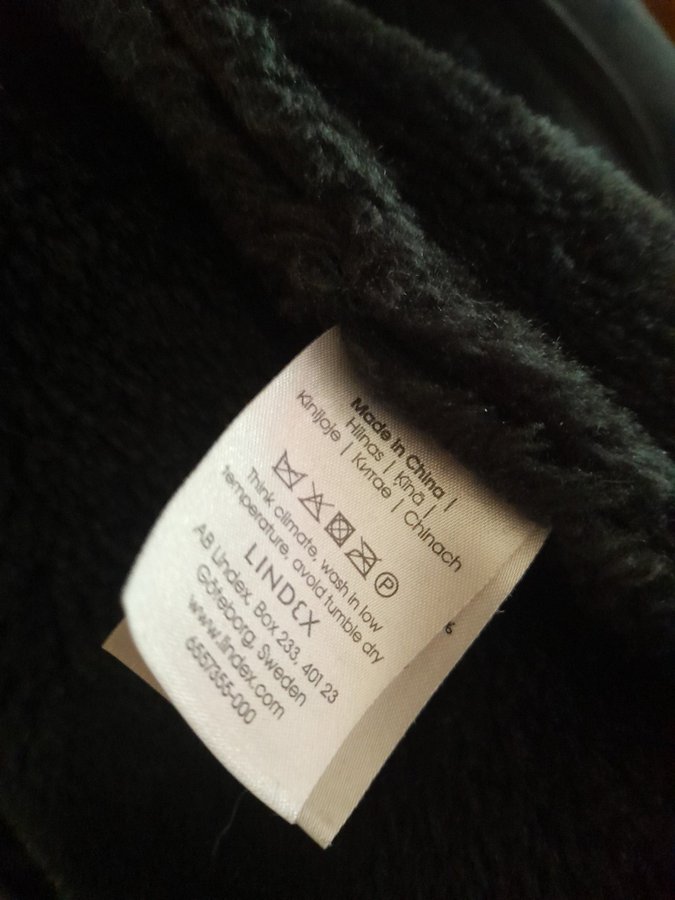 Made in China |
Hiinas | Ķīnā |
Kinijoje | Китае | Chinach
P
Think climate, wash in low
temperature, avoid tumble dry
LINDEX
AB Lindex, Box 233, 401 23
Göteborg, Sweden
www.lindex.com
6557355-000